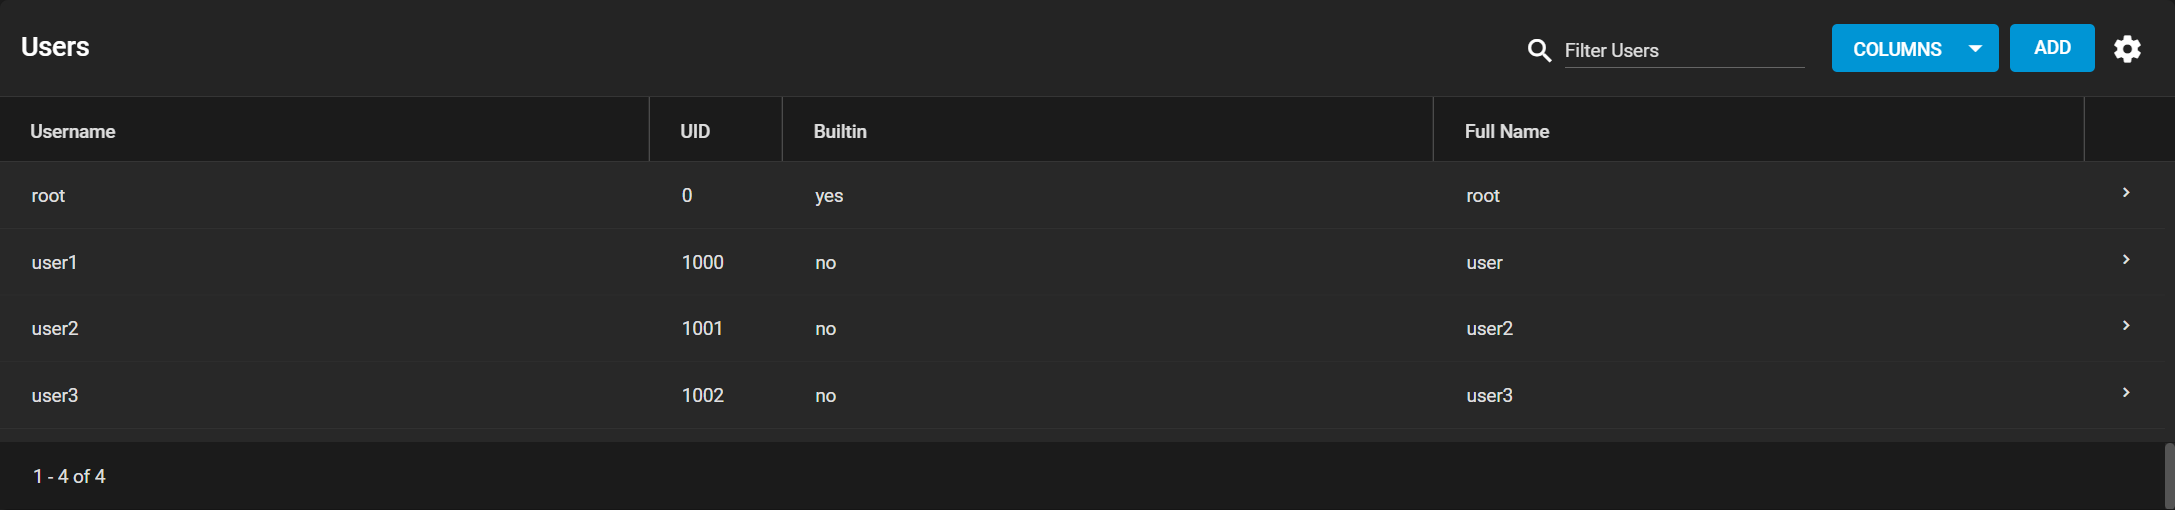 Users
Filter Users
COLUMNS
ADD
Username UID Builtin Full Name
root 0 yes root
user1 1000 no user
user2 1001 no user2
user3 1002 no user3
1 - 4 of 4